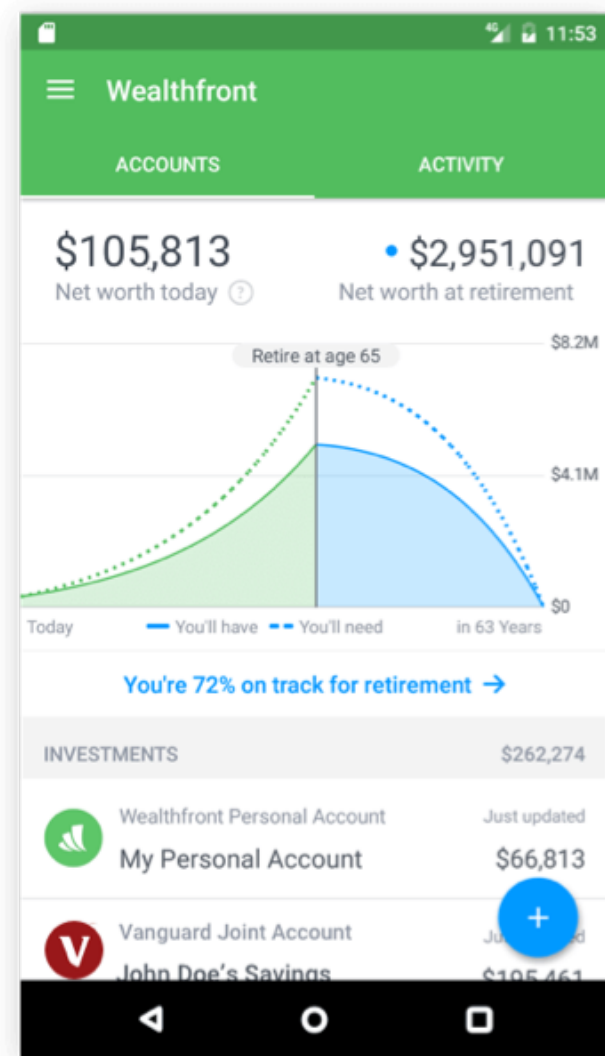 4G 11:53
Wealthfront
ACCOUNTS ACTIVITY
$105,813 $2,951,091
Net worth today ? Net worth at retirement
$8.2M
Retire at age 65
$4.1M
$0
Today You'll have You'll need in 63 Years
You're 72% on track for retirement →
INVESTMENTS $262,274
Wealthfront Personal Account Just updated
My Personal Account $66,813
+
Vanguard Joint Account
V
John Doe's Savings $195,461